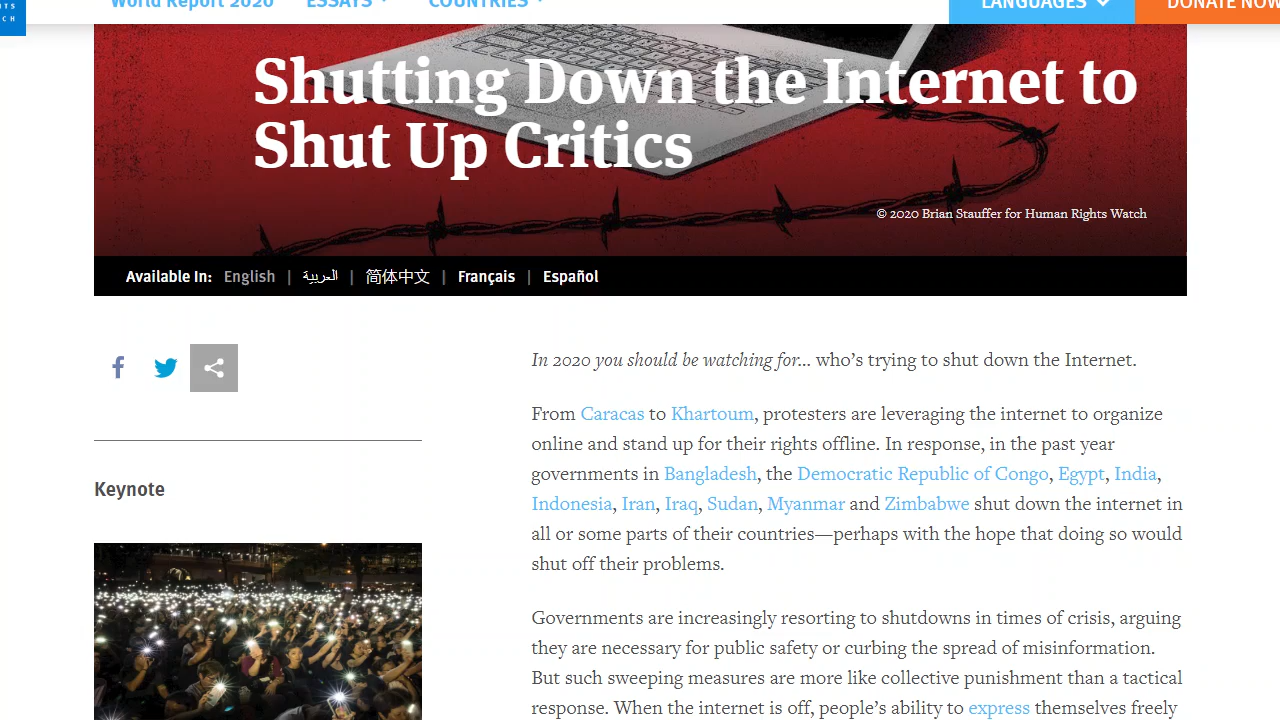 World Report 2020 ESSAYS COUNTRIES LANGUAGES DONATE NOW
Shutting Down the Internet to
Shut Up Critics
© 2020 Brian Stauffer for Human Rights Watch
Available In: English | العربية | 简体中文 | Français | Español
In 2020 you should be watching for... who’s trying to shut down the Internet.
From Caracas to Khartoum, protesters are leveraging the internet to organize
online and stand up for their rights offline. In response, in the past year
governments in Bangladesh, the Democratic Republic of Congo, Egypt, India,
Indonesia, Iran, Iraq, Sudan, Myanmar and Zimbabwe shut down the internet in
all or some parts of their countries—perhaps with the hope that doing so would
shut off their problems.
Keynote
Governments are increasingly resorting to shutdowns in times of crisis, arguing
they are necessary for public safety or curbing the spread of misinformation.
But such sweeping measures are more like collective punishment than a tactical
response. When the internet is off, people’s ability to express themselves freely